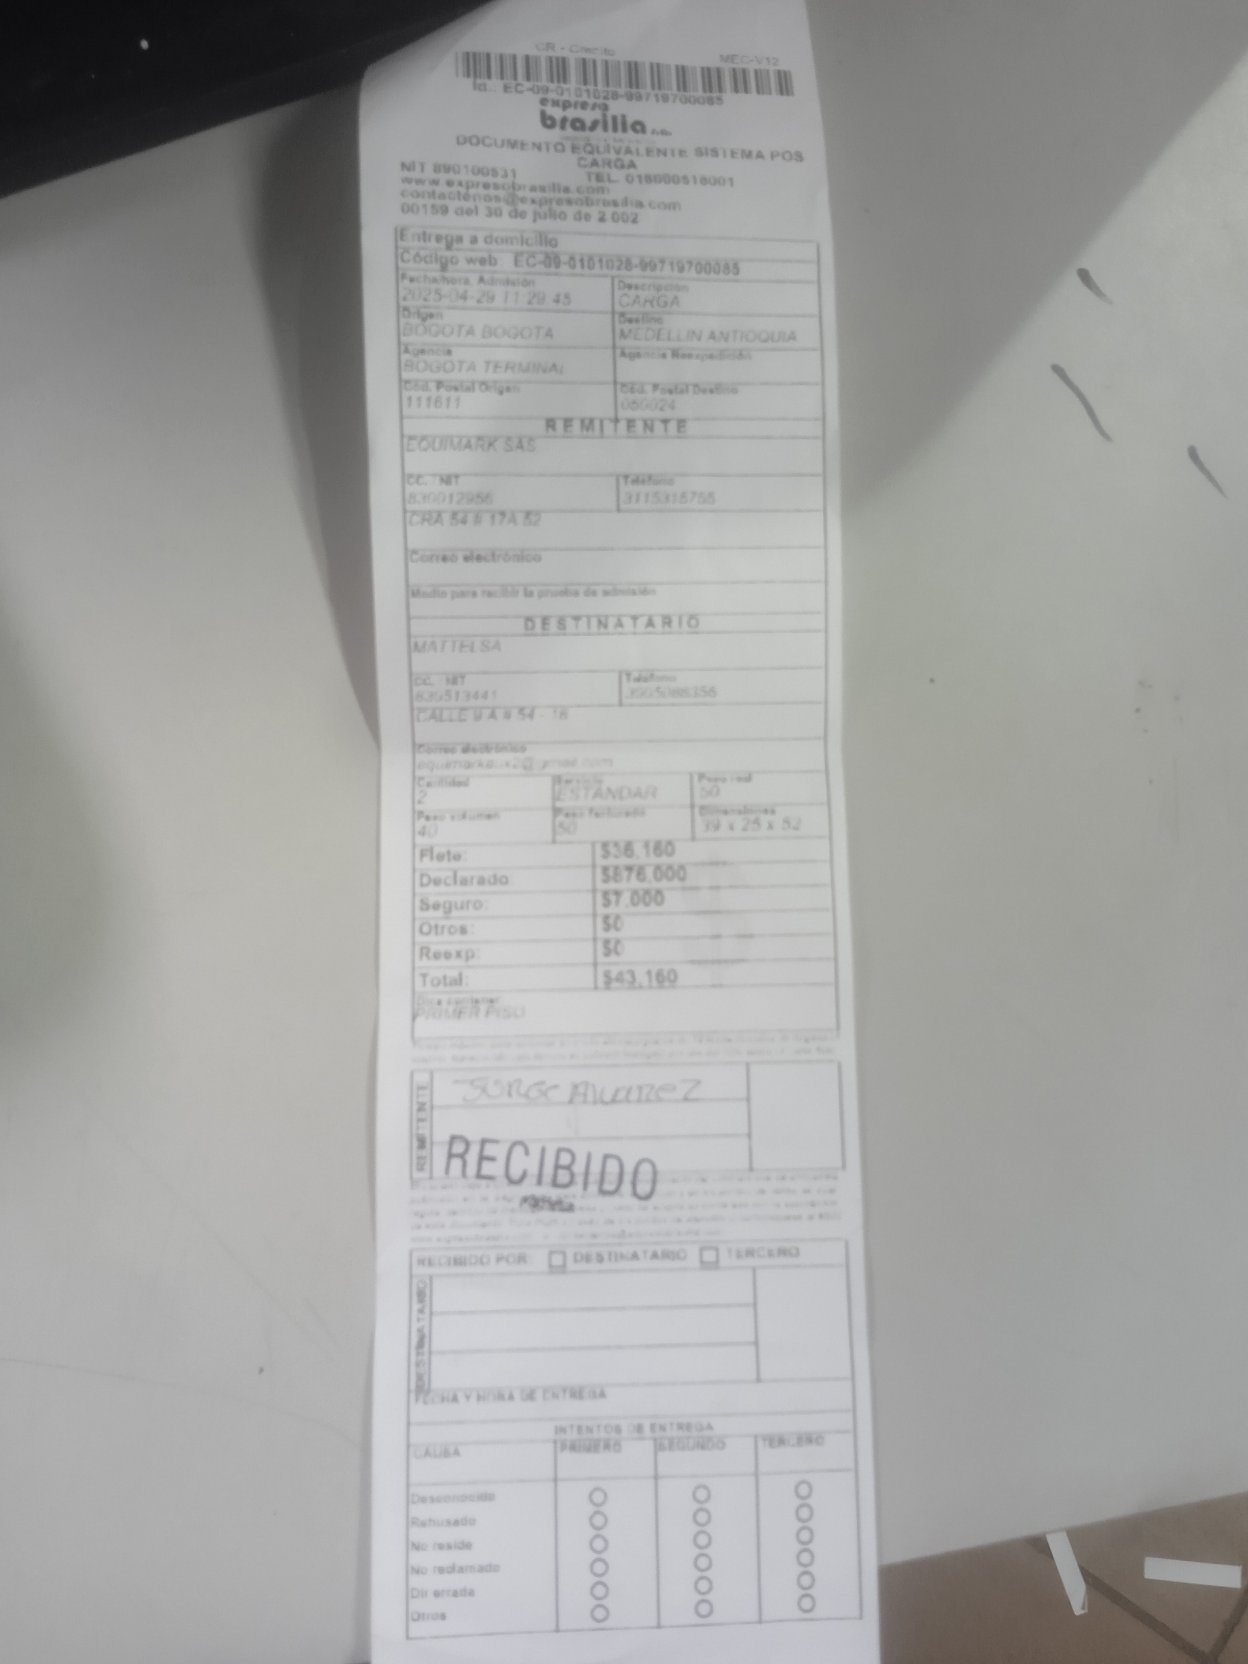 CR - Credito MEC-V12
Id.: EC-09-0101028-99719700085
expreso
brasilia s.a.
DOCUMENTO EQUIVALENTE SISTEMA POS
CARGA
NIT 890100531 TEL. 018000518001
www.expresobrasilia.com
contactenos@expresobrasilia.com
00159 del 30 de julio de 2 002
Entrega a domicilio
Código web: EC-09-0101028-99719700085
Fecha/hora. Admisión Descripción
2025-04-29 11:29:45 CARGA
Origen Destino
BOGOTA BOGOTA MEDELLIN ANTIOQUIA
Agencia Agencia Reexpedición
BOGOTA TERMINAL
Cód. Postal Origen Cód. Postal Destino
111611 050024
REMITENTE
EQUIMARK SAS
CC. : NIT Teléfono
830012956 3115315755
CRA 54 # 17A 52
Correo electrónico
Medio para recibir la prueba de admisión
DESTINATARIO
MATTELSA
CC. : NIT Teléfono
CALLE 9 A # 54 - 18
Correo electrónico
Cantidad Servicio Peso real
2 ESTÁNDAR 50
Peso volumen Peso facturado Dimensiones
40 50 39 x 25 x 52
Flete: $36,160
Declarado: $876,000
Seguro: $7,000
Otros: $0
Reexp: $0
Total: $43,160
Dice contener
PRIMER PISO
REMITENTE
Jorge Alvarez
RECIBIDO
RECIBIDO POR: DESTINATARIO TERCERO
DESTINATARIO
FECHA Y HORA DE ENTREGA
INTENTOS DE ENTREGA
CAUSA PRIMERO SEGUNDO TERCERO
Desconocido
Rehusado
No reside
No reclamado
Dir errada
Otros